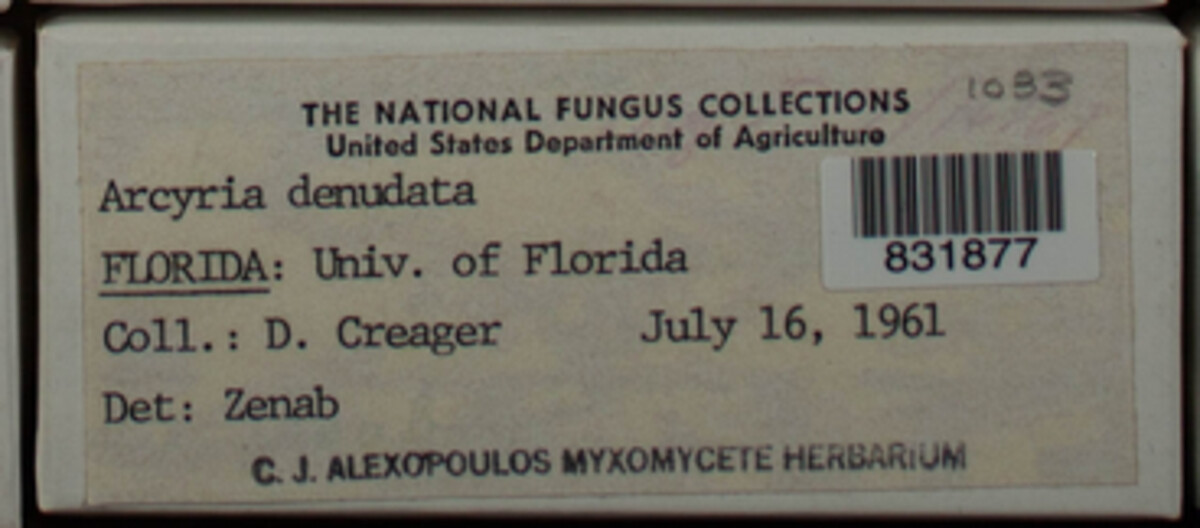 1083
THE NATIONAL FUNGUS COLLECTIONS
United States Department of Agriculture
Arcyria denudata
831877
FLORIDA: Univ. of Florida
Coll.: D. Creager July 16, 1961
Det: Zenab
C. J. ALEXOPOULOS MYXOMYCETE HERBARIUM